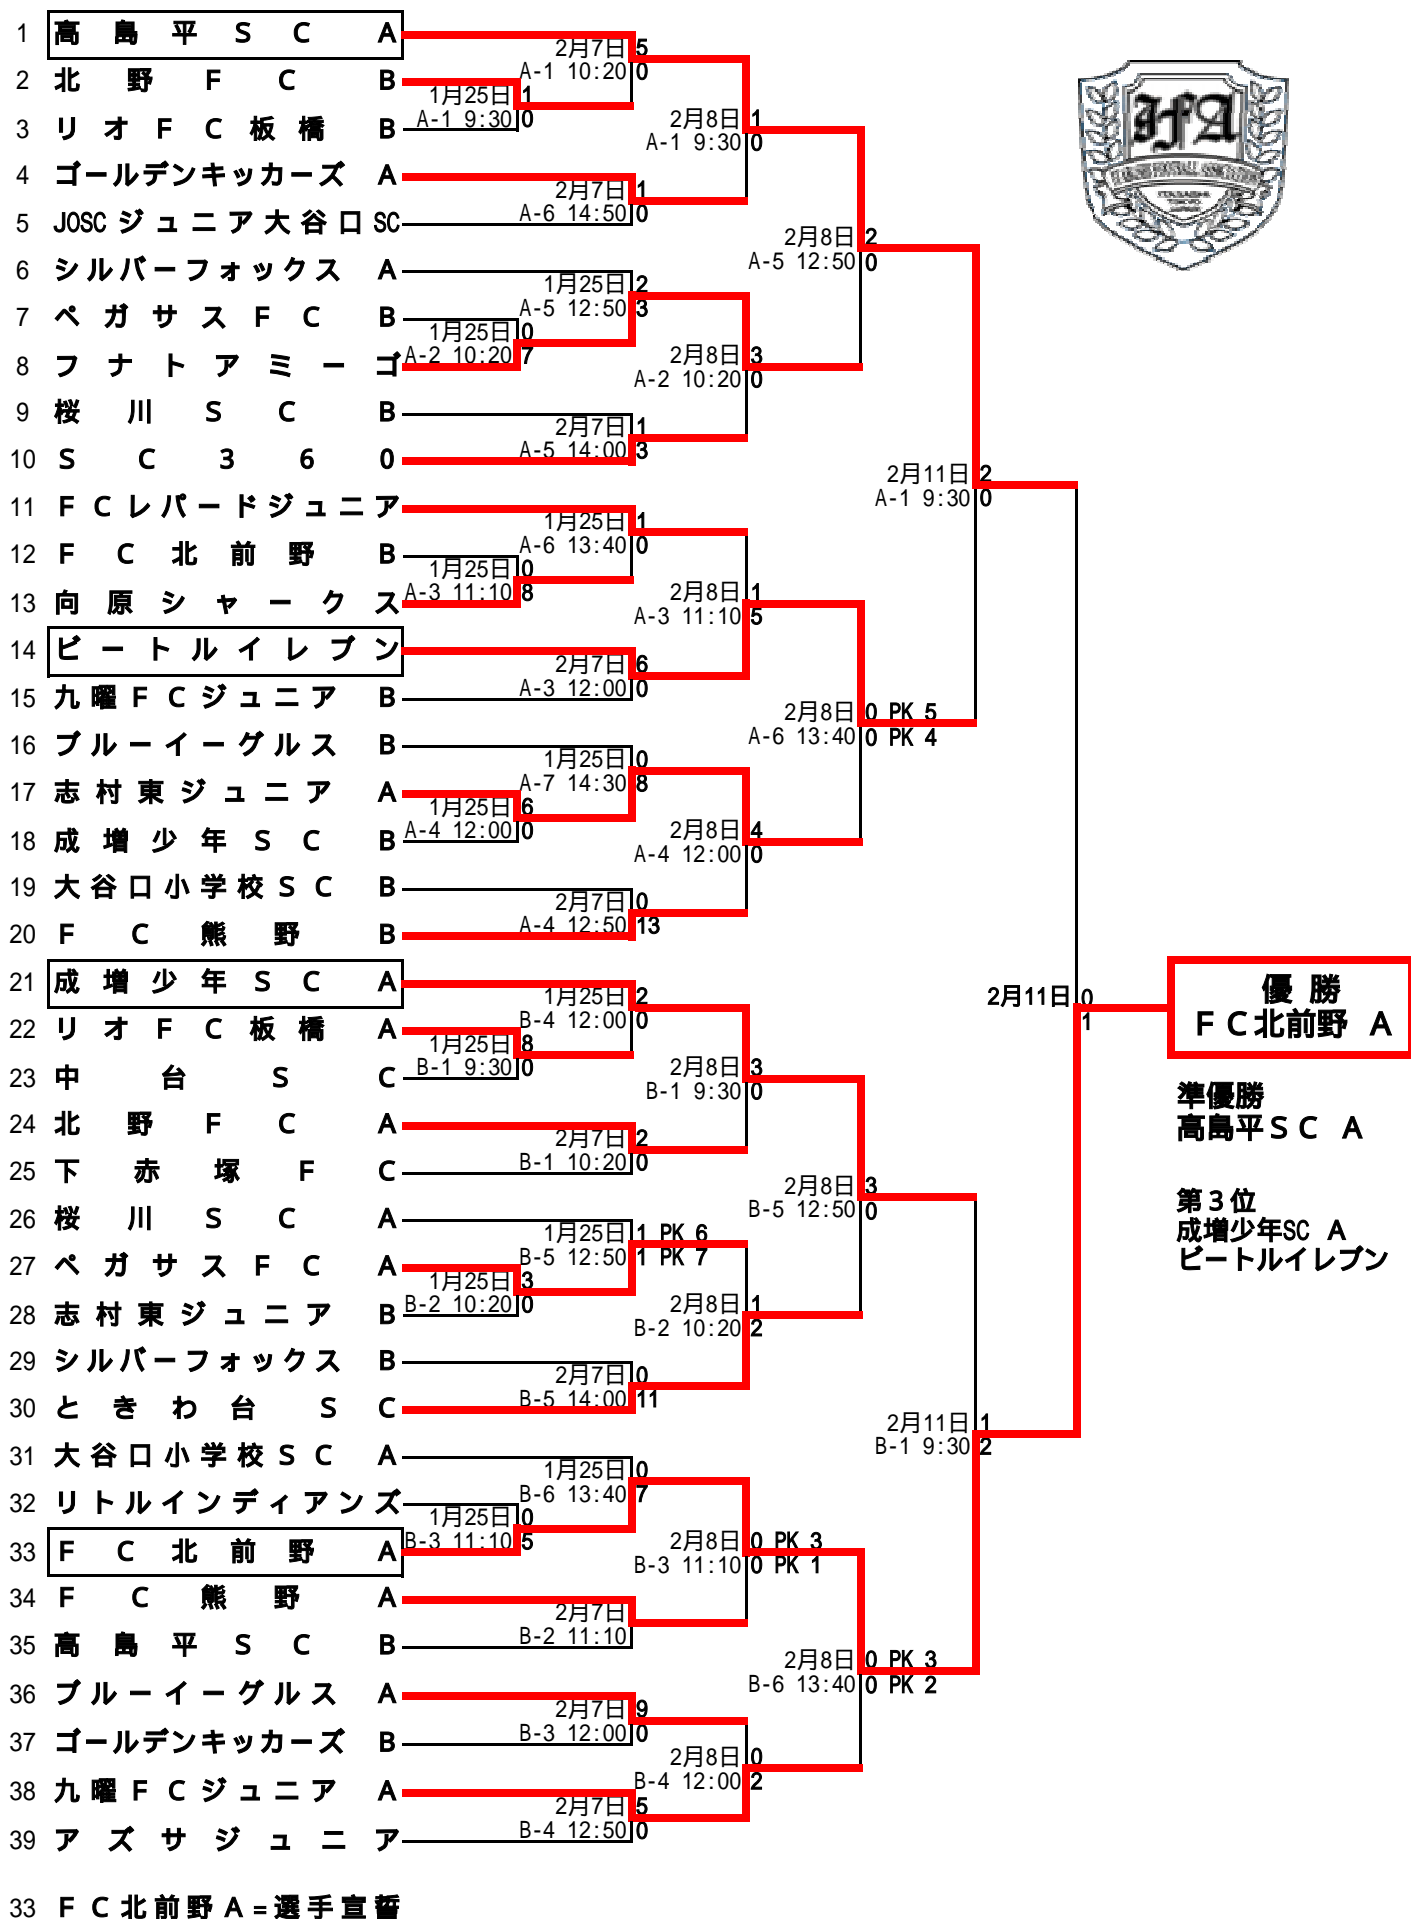 1 高島平SC A
2月7日 5
A-1 10:20 0
2 北野FC B
1月25日 1
A-1 9:30 0
3 リオFC板橋 B
2月8日 1
A-1 9:30 0
4 ゴールデンキッカーズ A
2月7日 1
A-6 14:50 0
5 JOSC ジュニア大谷口 SC
2月8日 2
A-5 12:50 0
6 シルバーフォックス A
1月25日 2
A-5 12:50 3
7 ペガサスFC B
1月25日 0
A-2 10:20 7
8 フナトアミーゴ
2月8日 3
A-2 10:20 0
9 桜川SC B
2月7日 1
A-5 14:00 3
10 SC360
2月11日 2
A-1 9:30 0
11 FCレパードジュニア
1月25日 1
A-6 13:40 0
12 FC北前野 B
1月25日 0
A-3 11:10 8
13 向原シャークス
2月8日 1
A-3 11:10 5
14 ビートルイレブン
2月7日 6
A-3 12:00 0
15 九曜FCジュニア B
2月8日 0 PK 5
A-6 13:40 0 PK 4
16 ブルーイーグルス B
1月25日 0
A-7 14:30 8
17 志村東ジュニア A
1月25日 6
A-4 12:00 0
18 成増少年SC B
2月8日 4
A-4 12:00 0
19 大谷口小学校SC B
2月7日 0
A-4 12:50 13
20 FC熊野 B
21 成増少年SC A
1月25日 2
B-4 12:00 0
2月11日 0
1
優勝
FC北前野 A
22 リオFC板橋 A
1月25日 8
B-1 9:30 0
23 中台SC
2月8日 3
B-1 9:30 0
準優勝
高島平SC A
24 北野FC A
2月7日 2
B-1 10:20 0
25 下赤塚FC
2月8日 3
B-5 12:50 0
第3位
成増少年SC A
ビートルイレブン
26 桜川SC A
1月25日 1 PK 6
B-5 12:50 1 PK 7
27 ペガサスFC A
1月25日 3
B-2 10:20 0
28 志村東ジュニア B
2月8日 1
B-2 10:20 2
29 シルバーフォックス B
2月7日 0
B-5 14:00 11
30 ときわ台SC
2月11日 1
B-1 9:30 2
31 大谷口小学校SC A
1月25日 0
B-6 13:40 7
32 リトルインディアンズ
1月25日 0
B-3 11:10 5
33 FC北前野 A
2月8日 0 PK 3
B-3 11:10 0 PK 1
34 FC熊野 A
2月7日
B-2 11:10
35 高島平SC B
2月8日 0 PK 3
B-6 13:40 0 PK 2
36 ブルーイーグルス A
2月7日 9
B-3 12:00 0
37 ゴールデンキッカーズ B
2月8日 0
B-4 12:00 2
38 九曜FCジュニア A
2月7日 5
B-4 12:50 0
39 アズサジュニア
33 FC北前野A=選手宣誓
IFA